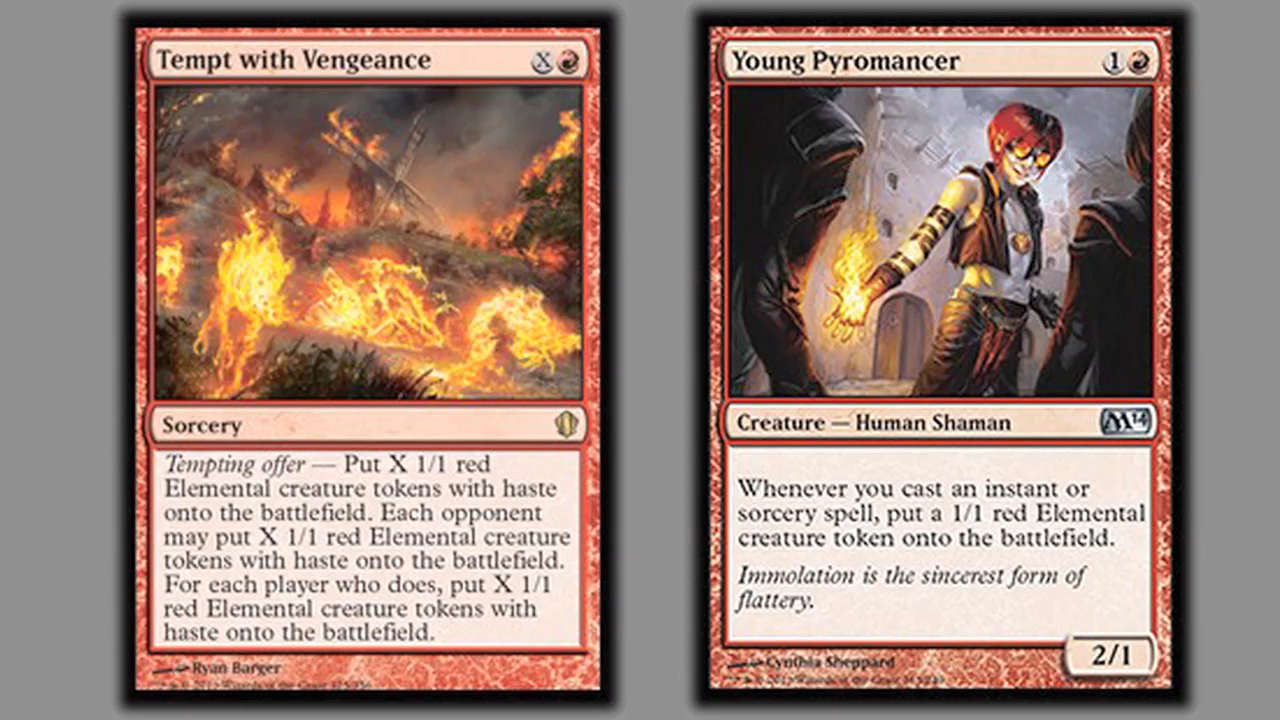 Tempt with Vengeance
X
Sorcery
Tempting offer — Put X 1/1 red
Elemental creature tokens with haste
onto the battlefield. Each opponent
may put X 1/1 red Elemental creature
tokens with haste onto the battlefield.
For each player who does, put X 1/1
red Elemental creature tokens with
haste onto the battlefield.
Ryan Barger
Young Pyromancer
1
Creature — Human Shaman
M14
Whenever you cast an instant or
sorcery spell, put a 1/1 red Elemental
creature token onto the battlefield.
Immolation is the sincerest form of
flattery.
2/1
Cynthia Sheppard